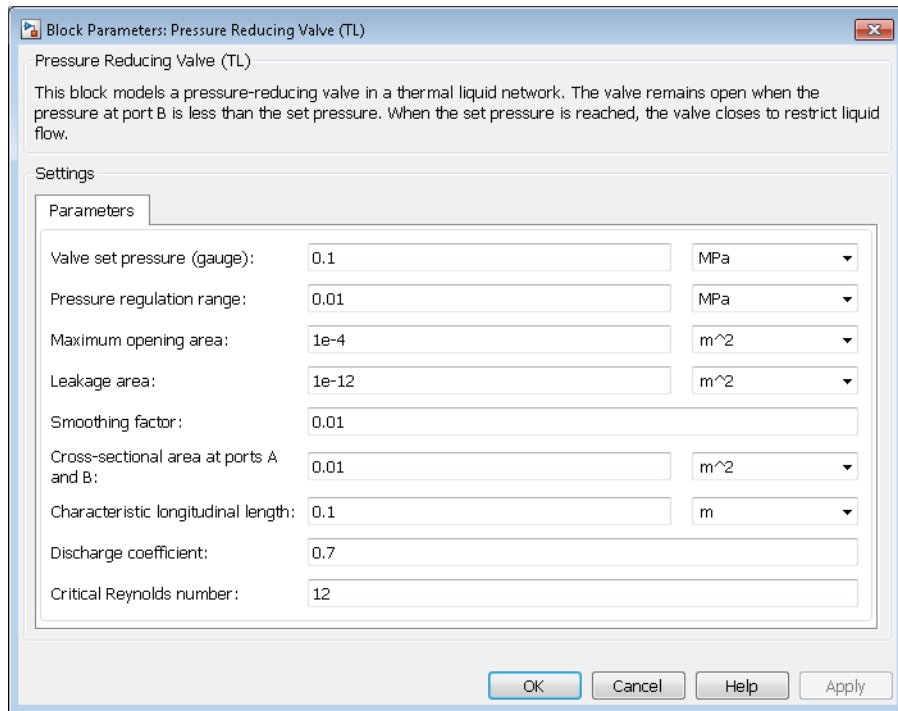 Block Parameters: Pressure Reducing Valve (TL)
Pressure Reducing Valve (TL)
This block models a pressure-reducing valve in a thermal liquid network. The valve remains open when the
pressure at port B is less than the set pressure. When the set pressure is reached, the valve closes to restrict liquid
flow.
Settings
Parameters
Valve set pressure (gauge): 0.1 MPa
Pressure regulation range: 0.01 MPa
Maximum opening area: 1e-4 m^2
Leakage area: 1e-12 m^2
Smoothing factor: 0.01
Cross-sectional area at ports A
and B: 0.01 m^2
Characteristic longitudinal length: 0.1 m
Discharge coefficient: 0.7
Critical Reynolds number: 12
OK Cancel Help Apply